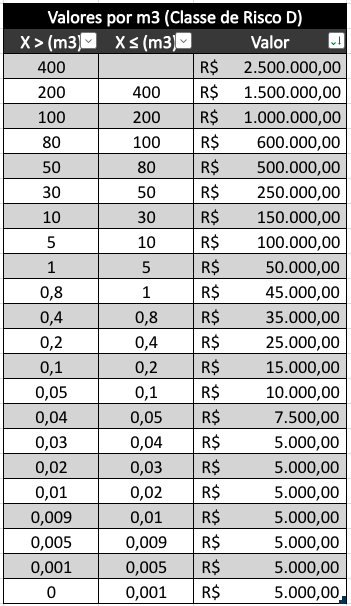 Valores por m3 (Classe de Risco D)
X > (m3) X ≤ (m3) Valor
400 R$ 2.500.000,00
200 400 R$ 1.500.000,00
100 200 R$ 1.000.000,00
80 100 R$ 600.000,00
50 80 R$ 500.000,00
30 50 R$ 250.000,00
10 30 R$ 150.000,00
5 10 R$ 100.000,00
1 5 R$ 50.000,00
0,8 1 R$ 45.000,00
0,4 0,8 R$ 35.000,00
0,2 0,4 R$ 25.000,00
0,1 0,2 R$ 15.000,00
0,05 0,1 R$ 10.000,00
0,04 0,05 R$ 7.500,00
0,03 0,04 R$ 5.000,00
0,02 0,03 R$ 5.000,00
0,01 0,02 R$ 5.000,00
0,009 0,01 R$ 5.000,00
0,005 0,009 R$ 5.000,00
0,001 0,005 R$ 5.000,00
0 0,001 R$ 5.000,00